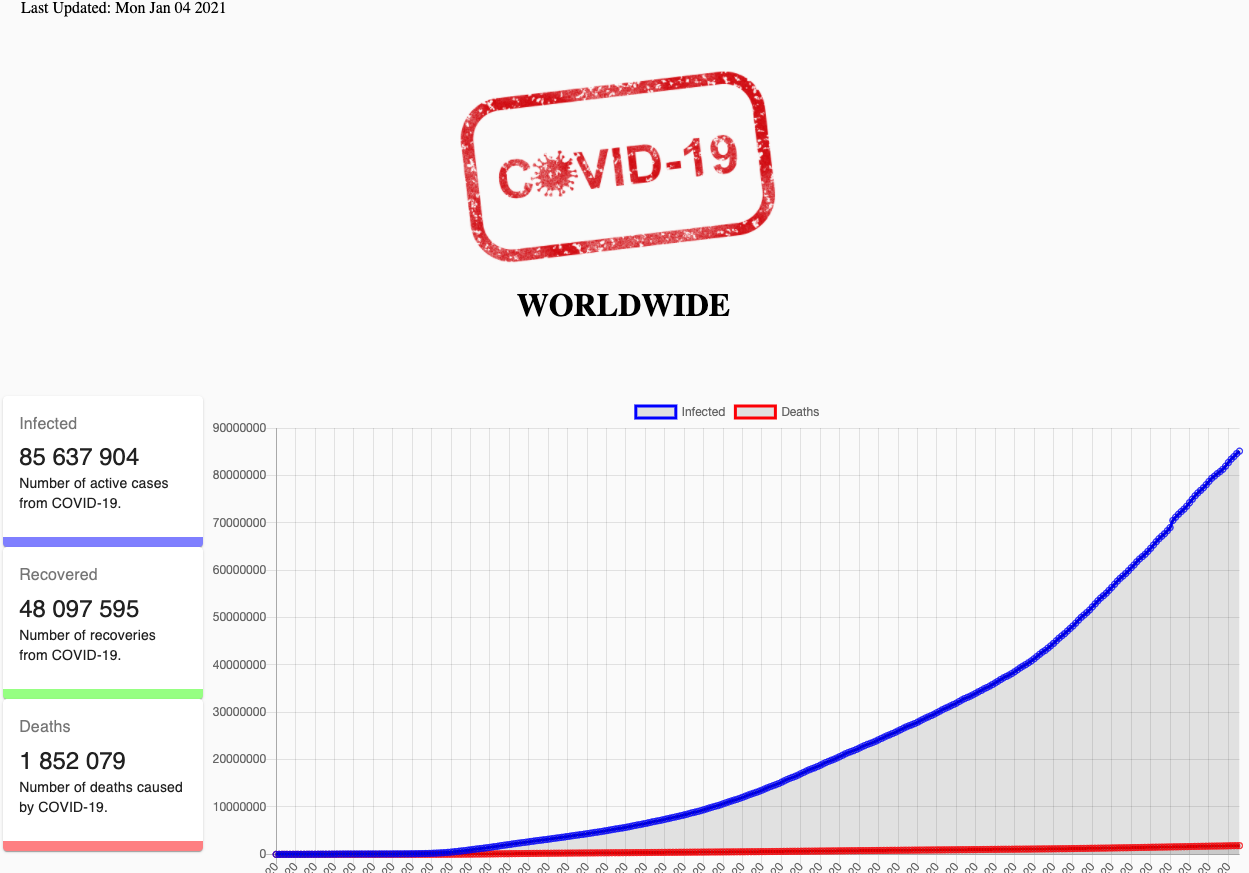 Last Updated: Mon Jan 04 2021
COVID-19
WORLDWIDE
Infected
85 637 904
Number of active cases
from COVID-19.
Recovered
48 097 595
Number of recoveries
from COVID-19.
Deaths
1 852 079
Number of deaths caused
by COVID-19.
Infected Deaths
90000000
80000000
70000000
60000000
50000000
40000000
30000000
20000000
10000000
0